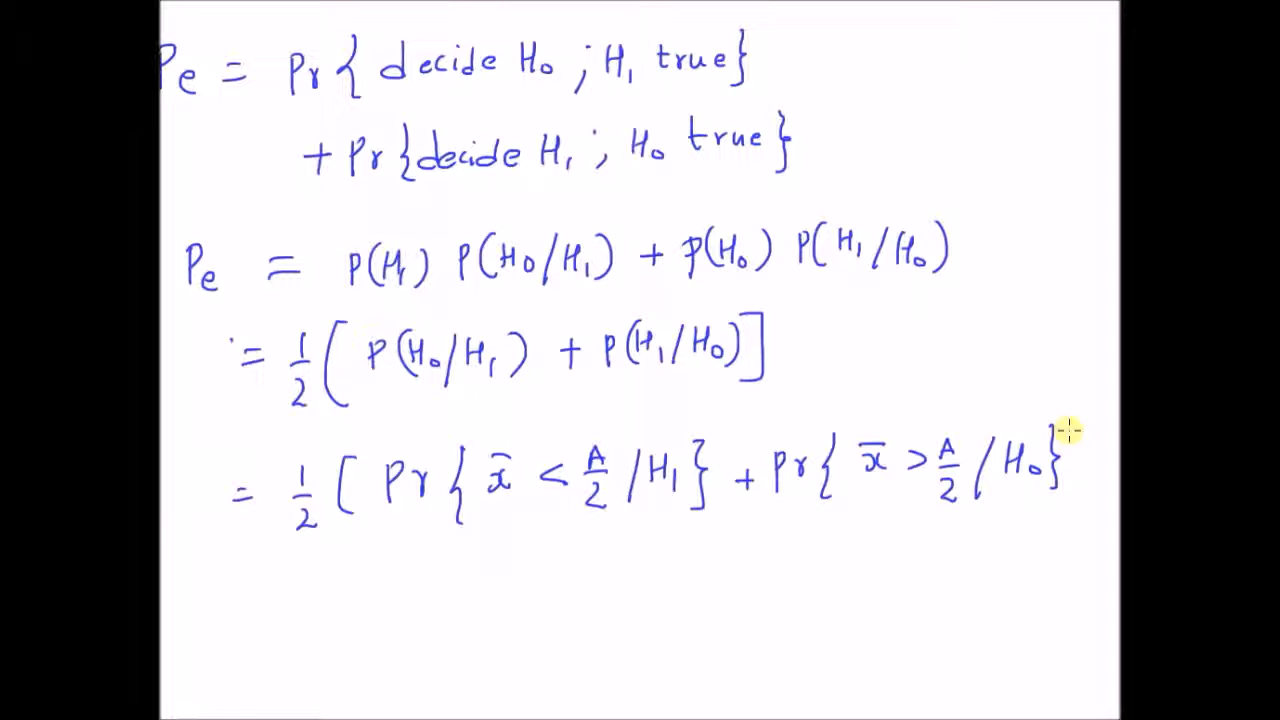 Pe = Pr{ decide H₀ ; H₁ true}
+ Pr{decide H₁ ; H₀ true}
Pe = P(H₁) P(H₀/H₁) + P(H₀) P(H₁/H₀)
= 1/2 [ P(H₀/H₁) + P(H₁/H₀)]
= 1/2 [ Pr{ x̄ < A/2 /H₁} + Pr{ x̄ > A/2 /H₀}